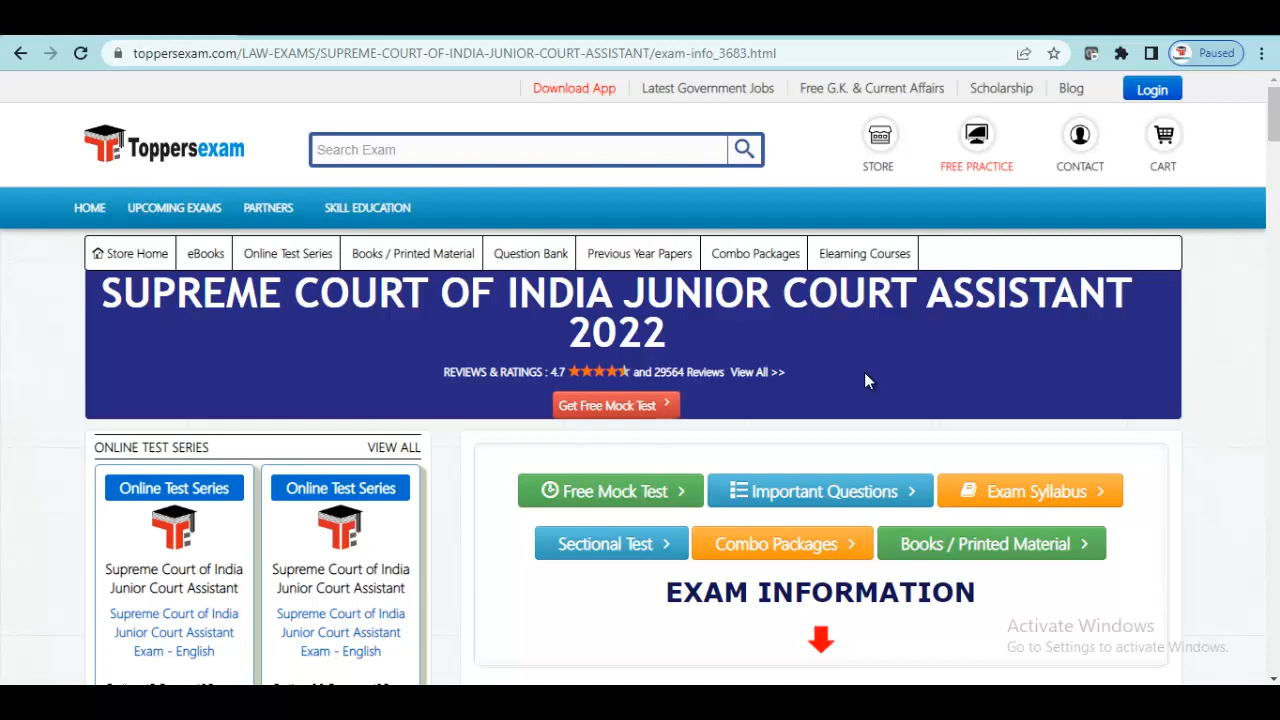 toppersexam.com/LAW-EXAMS/SUPREME-COURT-OF-INDIA-JUNIOR-COURT-ASSISTANT/exam-info_3683.html
Paused
Download App Latest Government Jobs Free G.K. & Current Affairs Scholarship Blog Login
Toppersexam
Search Exam
STORE FREE PRACTICE CONTACT CART
HOME UPCOMING EXAMS PARTNERS SKILL EDUCATION
Store Home eBooks Online Test Series Books / Printed Material Question Bank Previous Year Papers Combo Packages Elearning Courses
SUPREME COURT OF INDIA JUNIOR COURT ASSISTANT
2022
REVIEWS & RATINGS : 4.7 and 29564 Reviews View All >>
Get Free Mock Test
ONLINE TEST SERIES VIEW ALL
Online Test Series
Supreme Court of India
Junior Court Assistant
Supreme Court of India
Junior Court Assistant
Exam - English
Online Test Series
Supreme Court of India
Junior Court Assistant
Supreme Court of India
Junior Court Assistant
Exam - English
Free Mock Test Important Questions Exam Syllabus
Sectional Test Combo Packages Books / Printed Material
EXAM INFORMATION
Activate Windows
Go to Settings to activate Windows.